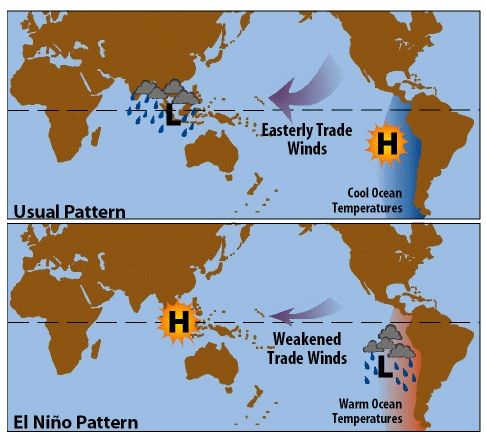 L
Easterly Trade
Winds
H
Cool Ocean
Temperatures
Usual Pattern
H
Weakened
Trade Winds
L
Warm Ocean
Temperatures
El Niño Pattern